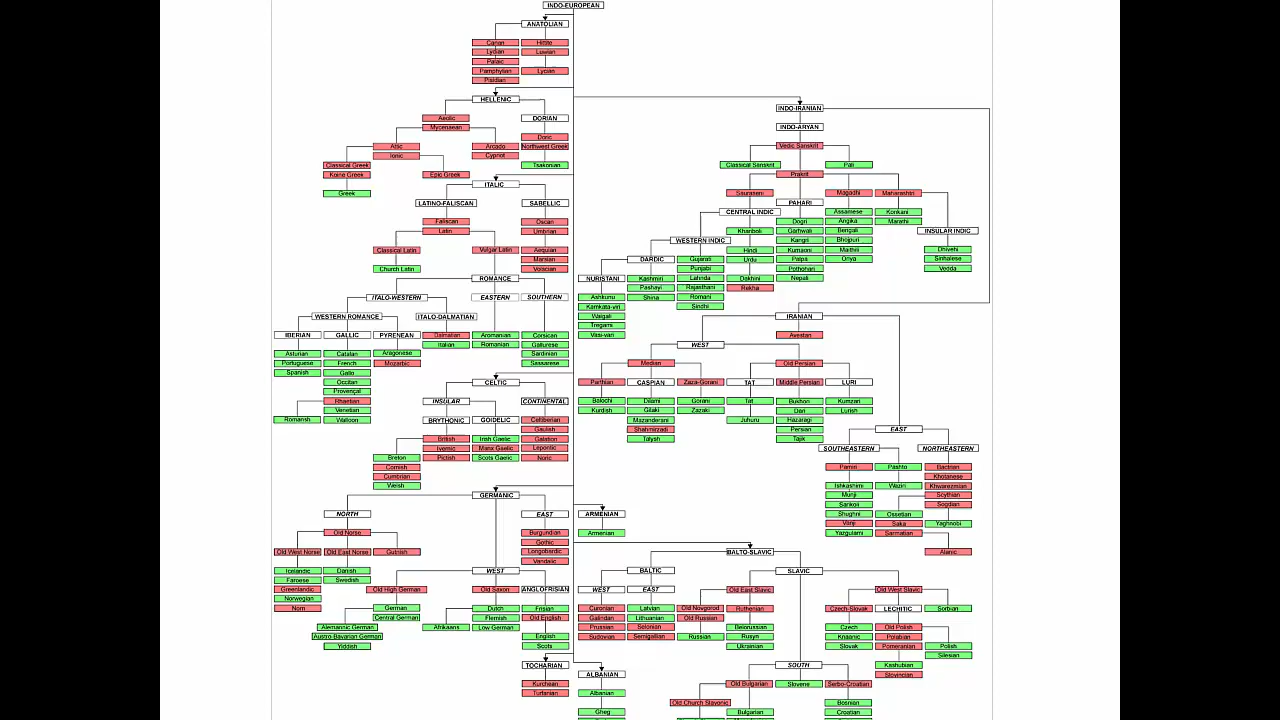 INDO-EUROPEAN
ANATOLIAN
Carian Hittite
Lydian Luwian
Palaic
Pamphylian Lycian
Pisidian
HELLENIC
INDO-IRANIAN
Aeolic DORIAN
Mycenaean INDO-ARYAN
Doric
Attic Arcado Northwest Greek Vedic Sanskrit
Ionic Cypriot
Classical Greek Tsakonian Classical Sanskrit Pali
Koine Greek Epic Greek Prakrit
ITALIC
Greek Sauraseni Magadhi Maharashtri
LATINO-FALISCAN SABELLIC PAHARI
CENTRAL INDIC Assamese Konkani
Faliscan Oscan Dogri Angika Marathi
Latin Umbrian Khariboli Garhwali Bengali INSULAR INDIC
WESTERN INDIC Kangri Bhojpuri
Classical Latin Vulgar Latin Aequian Hindi Kumaoni Maithili Dhivehi
DARDIC Gujarati Urdu Palpa Oriya Sinhalese
Church Latin Marsian Punjabi Pothohari Vedda
Volscian
ROMANCE NURISTANI Kashmiri Lahnda Dakhini Nepali
Pashayi Rajasthani Rekha
ITALO-WESTERN EASTERN SOUTHERN Ashkunu Shina Romani
Kamkata-viri Sindhi
WESTERN ROMANCE ITALO-DALMATIAN Waigali IRANIAN
Tregami
IBERIAN GALLIC PYRENEAN Dalmatian Aromanian Corsican Vasi-vari Avestan
Italian Romanian Gallurese WEST
Asturian Catalan Aragonese Sardinian
Portuguese French Mozarbic Sassarese Median Old Persian
Spanish Gallo
Occitan CELTIC Parthian CASPIAN Zaza-Gorani TAT Middle Persian LURI
Provençal
Rhaetian INSULAR CONTINENTAL Balochi Dilami Gorani Tat Bukhori Kumzari
Venetian Kurdish Gilaki Zazaki Dari Lurish
Romansh Walloon BRYTHONIC GOIDELIC Celtiberian Mazanderani Juhuru Hazaragi
Gaulish Shahmirzadi Persian EAST
British Irish Gaelic Galatian Talysh Tajik
Ivernic Manx Gaelic Lepontic SOUTHEASTERN NORTHEASTERN
Breton Pictish Scots Gaelic Noric
Cornish Pamiri Pashto Bactrian
Cumbrian Khotanese
Welsh Ishkashimi Waziri Khwarezmian
GERMANIC Munji Scythian
Sarikoli Sogdian
NORTH EAST ARMENIAN Shughni Ossetian
Vanji Saka Yaghnobi
Old Norse Burgundian Armenian Yazgulami Sarmatian
Gothic
Old West Norse Old East Norse Gutnish Longobardic BALTO-SLAVIC Alanic
Vandalic
Icelandic Danish WEST BALTIC SLAVIC
Faroese Swedish
Greenlandic Old High German Old Saxon ANGLOFRISIAN WEST EAST Old East Slavic Old West Slavic
Norwegian
Norn German Dutch Frisian Curonian Latvian Old Novgorod Ruthenian Czech-Slovak LECHITIC Sorbian
Central German Flemish Old English Galindan Lithuanian Old Russian
Alemannic German Afrikaans Low German Prussian Selonian Belorussian Czech Old Polish
Austro-Bavarian German English Sudovian Semigallian Russian Rusyn Knaanic Polabian
Yiddish Scots Ukrainian Slovak Pomeranian Polish
Silesian
TOCHARIAN SOUTH Kashubian
ALBANIAN Slovincian
Kurchean Old Bulgarian Slovene Serbo-Croatian
Turfanian Albanian
Old Church Slavonic Bosnian
Gheg Bulgarian Croatian